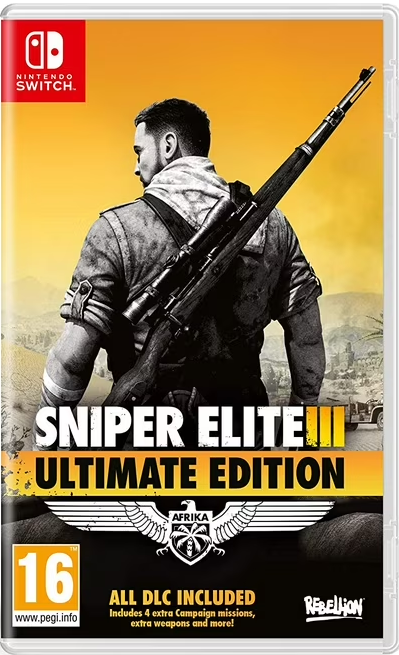 NINTENDO
SWITCH™
SNIPER ELITE III
ULTIMATE EDITION
AFRIKA
16
www.pegi.info
ALL DLC INCLUDED
Includes 4 extra Campaign missions,
extra weapons and more!
REBELLION